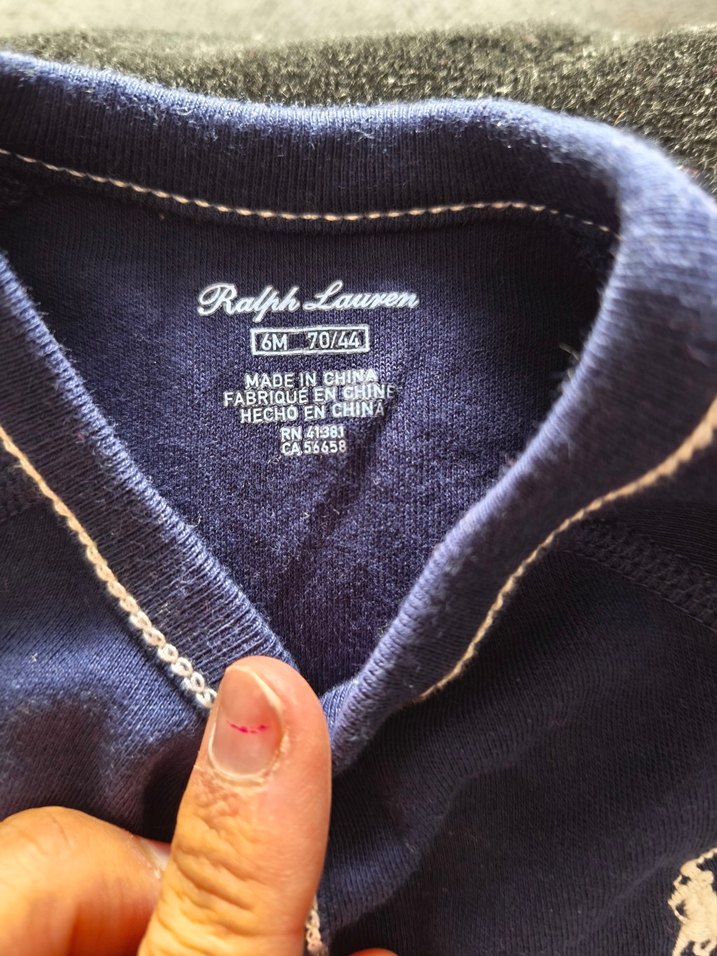 Ralph Lauren
6M 70/44
MADE IN CHINA
FABRIQUÉ EN CHINE
HECHO EN CHINA
RN 41381
CA 56658